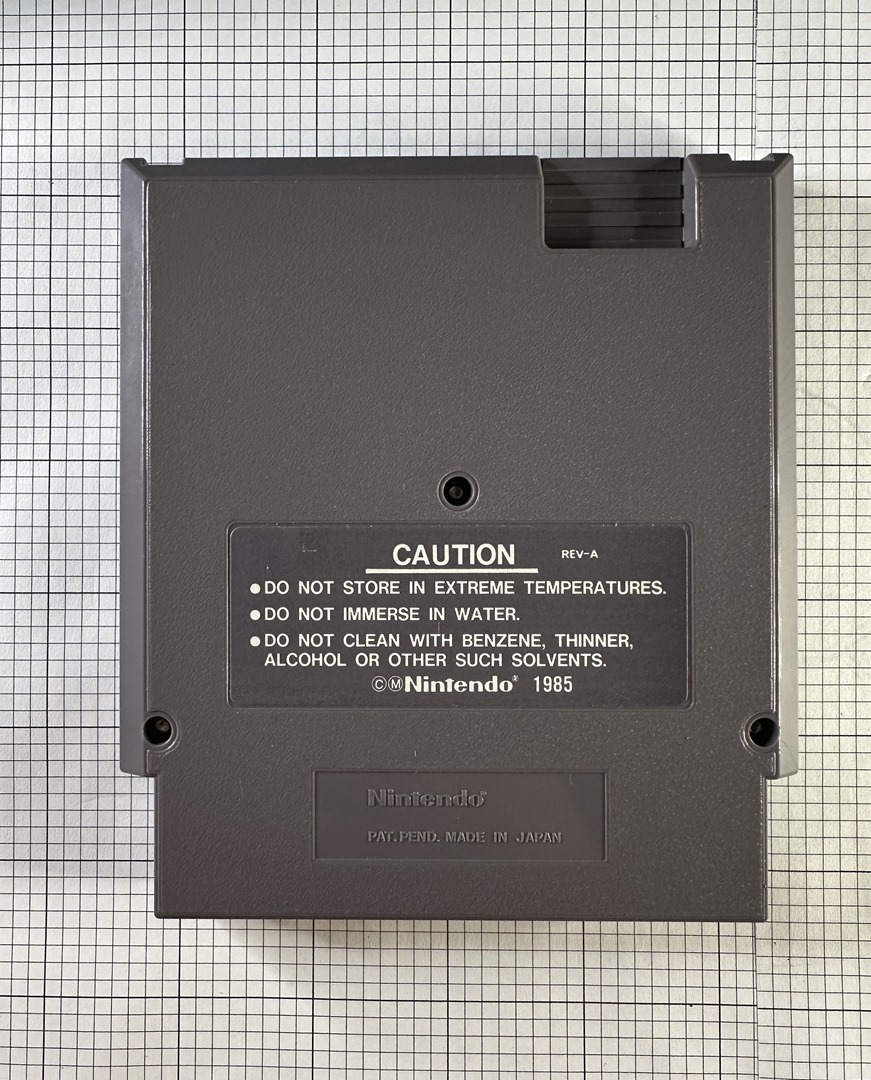 CAUTION REV-A
●DO NOT STORE IN EXTREME TEMPERATURES.
●DO NOT IMMERSE IN WATER.
●DO NOT CLEAN WITH BENZENE, THINNER,
ALCOHOL OR OTHER SUCH SOLVENTS.
©ⓂNintendo® 1985
Nintendo®
PAT. PEND. MADE IN JAPAN